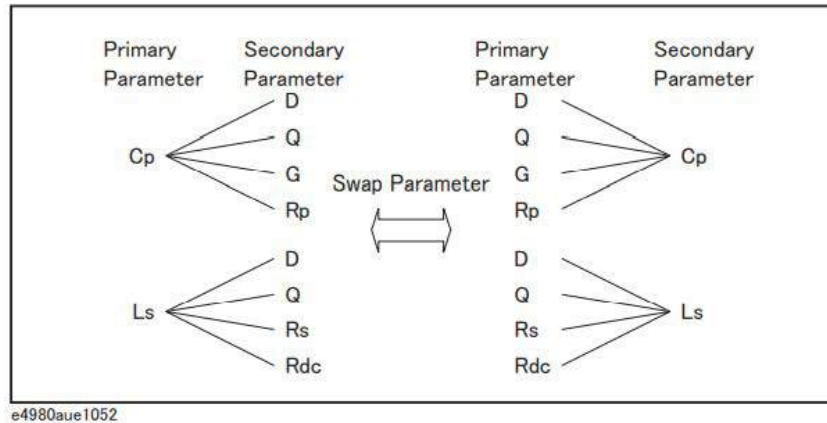 Primary Parameter
Secondary Parameter
Primary Parameter
Secondary Parameter
Cp
D
Q
G
Rp
Ls
D
Q
Rs
Rdc
Swap Parameter
D
Q
G
Rp
Cp
D
Q
Rs
Rdc
Ls
e4980aue1052